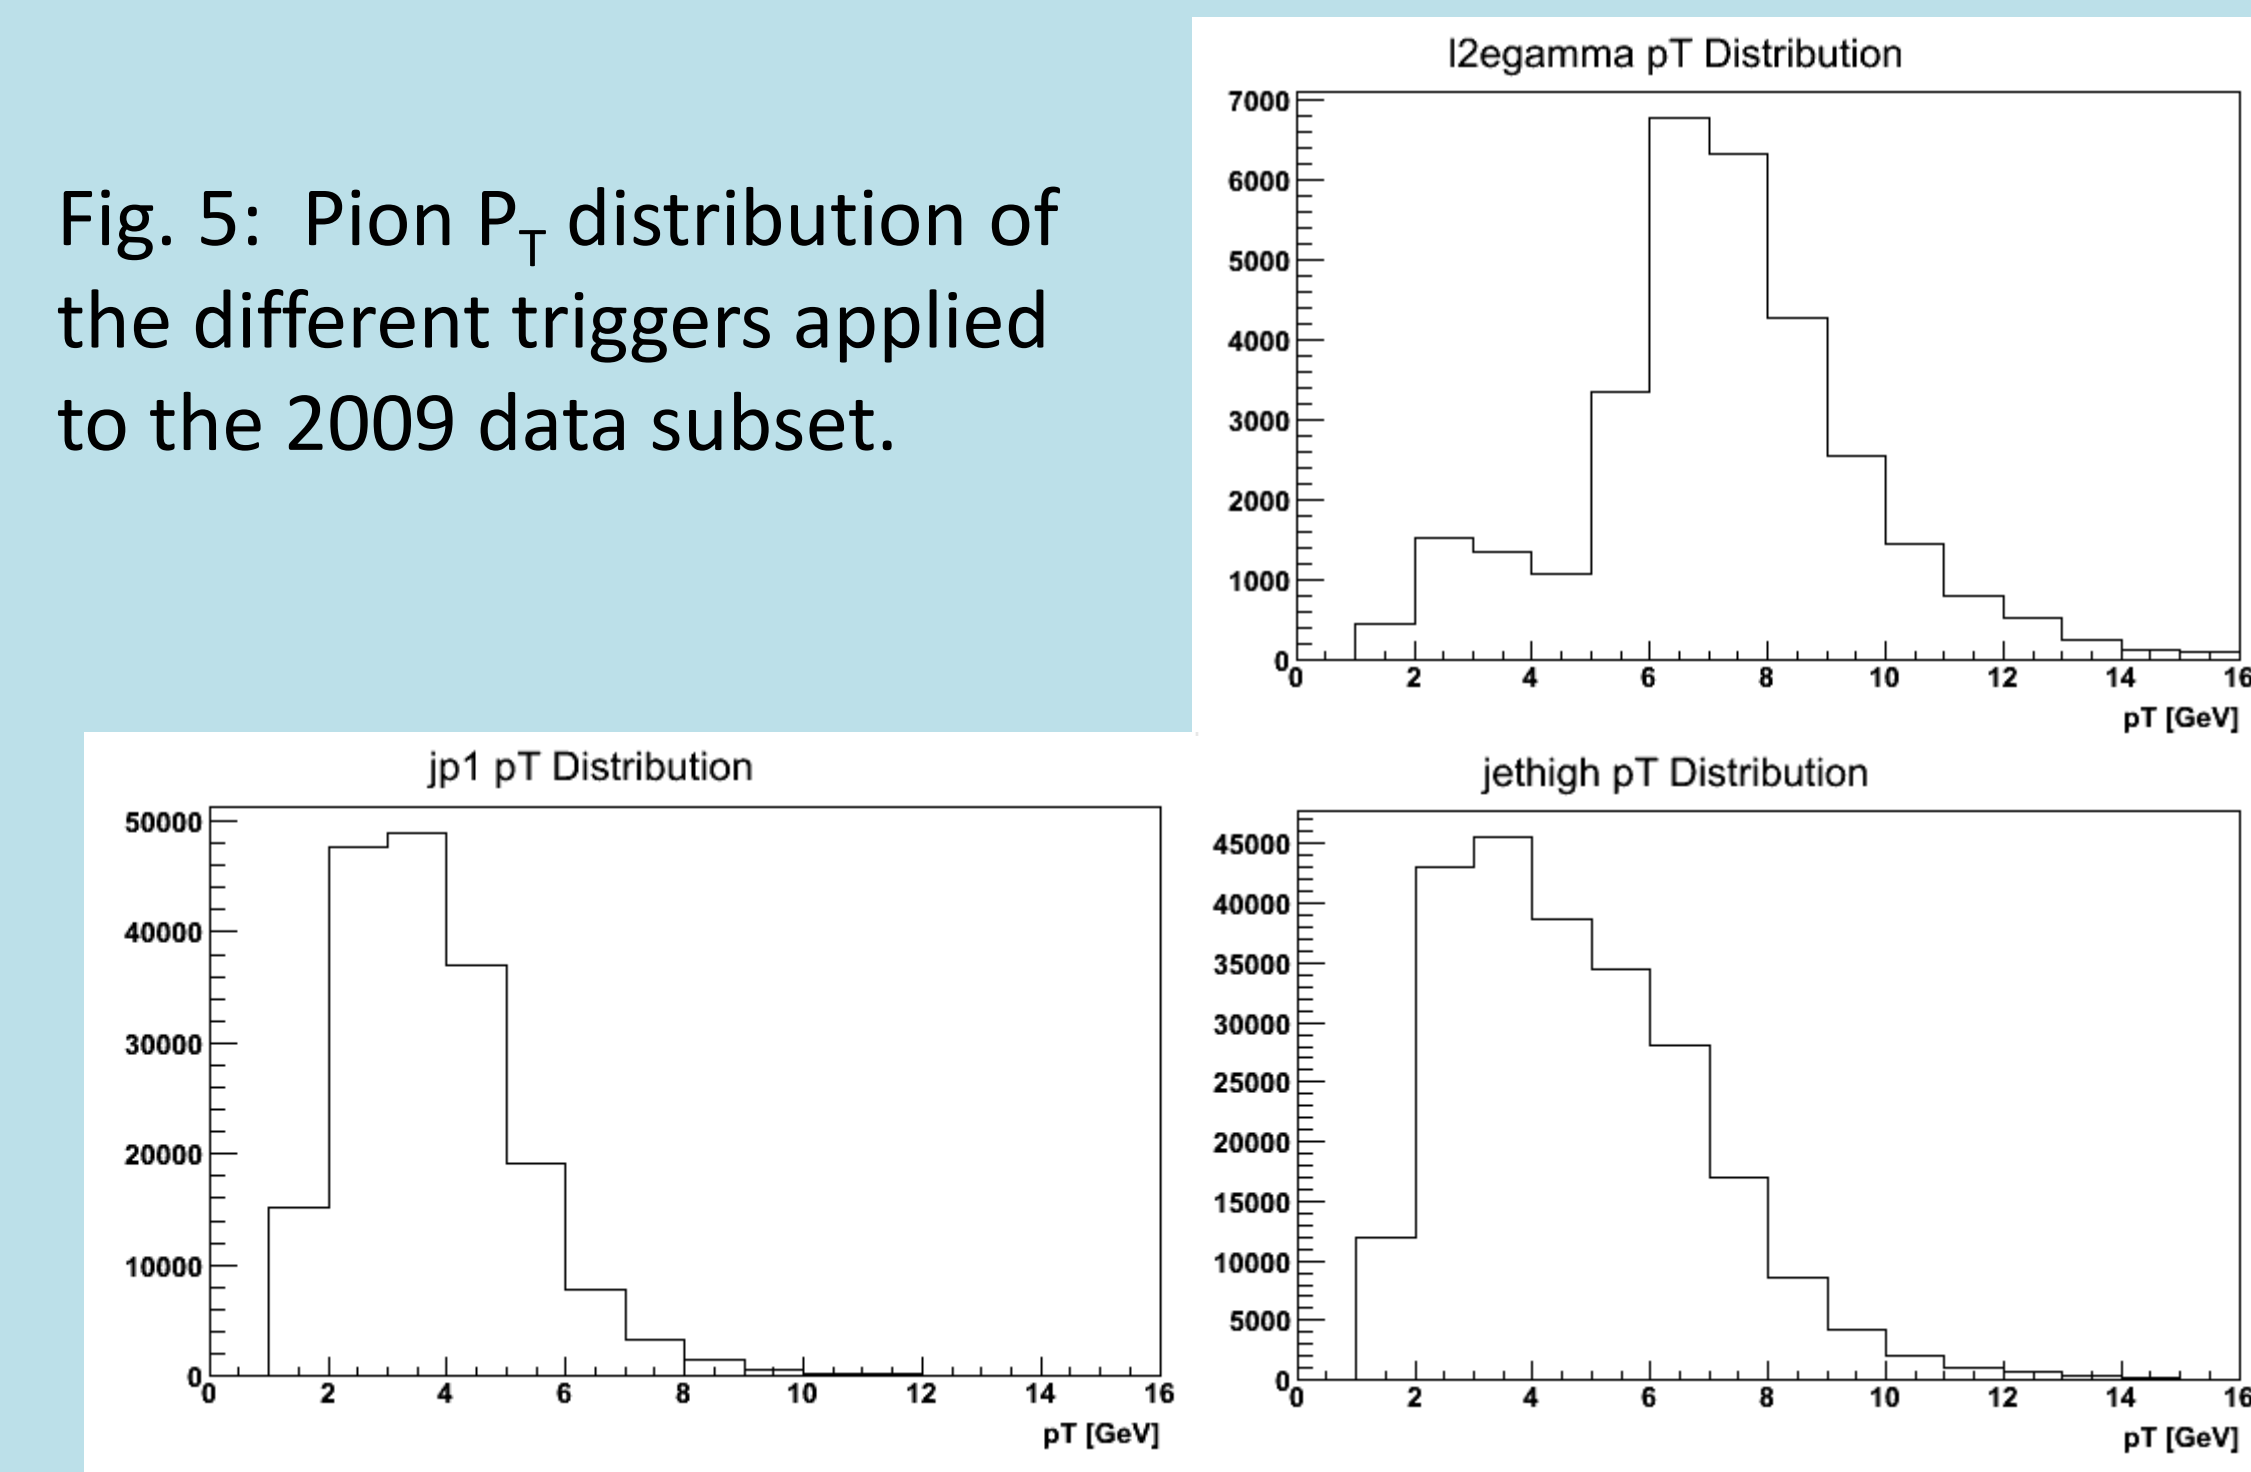 Fig. 5:  Pion P_T distribution of
the different triggers applied
to the 2009 data subset.
l2egamma pT Distribution
7000
6000
5000
4000
3000
2000
1000
0
0 2 4 6 8 10 12 14 16
pT [GeV]
jp1 pT Distribution
50000
40000
30000
20000
10000
0
0 2 4 6 8 10 12 14 16
pT [GeV]
jethigh pT Distribution
45000
40000
35000
30000
25000
20000
15000
10000
5000
0
0 2 4 6 8 10 12 14 16
pT [GeV]